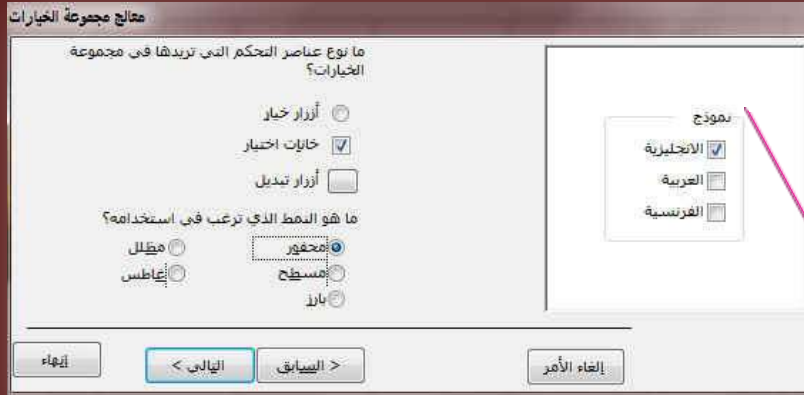 معالج مجموعة الخيارات
ما نوع عناصر التحكم التي تريدها في مجموعة
الخيارات؟
أزرار خيار
خانات اختيار
أزرار تبديل
ما هو النمط الذي ترغب في استخدامه؟
محفور
مظلل
مسطح
غاطس
بارز
نموذج
الانجليزية
العربية
الفرنسية
إلغاء الأمر
< السابق
التالي >
إنهاء